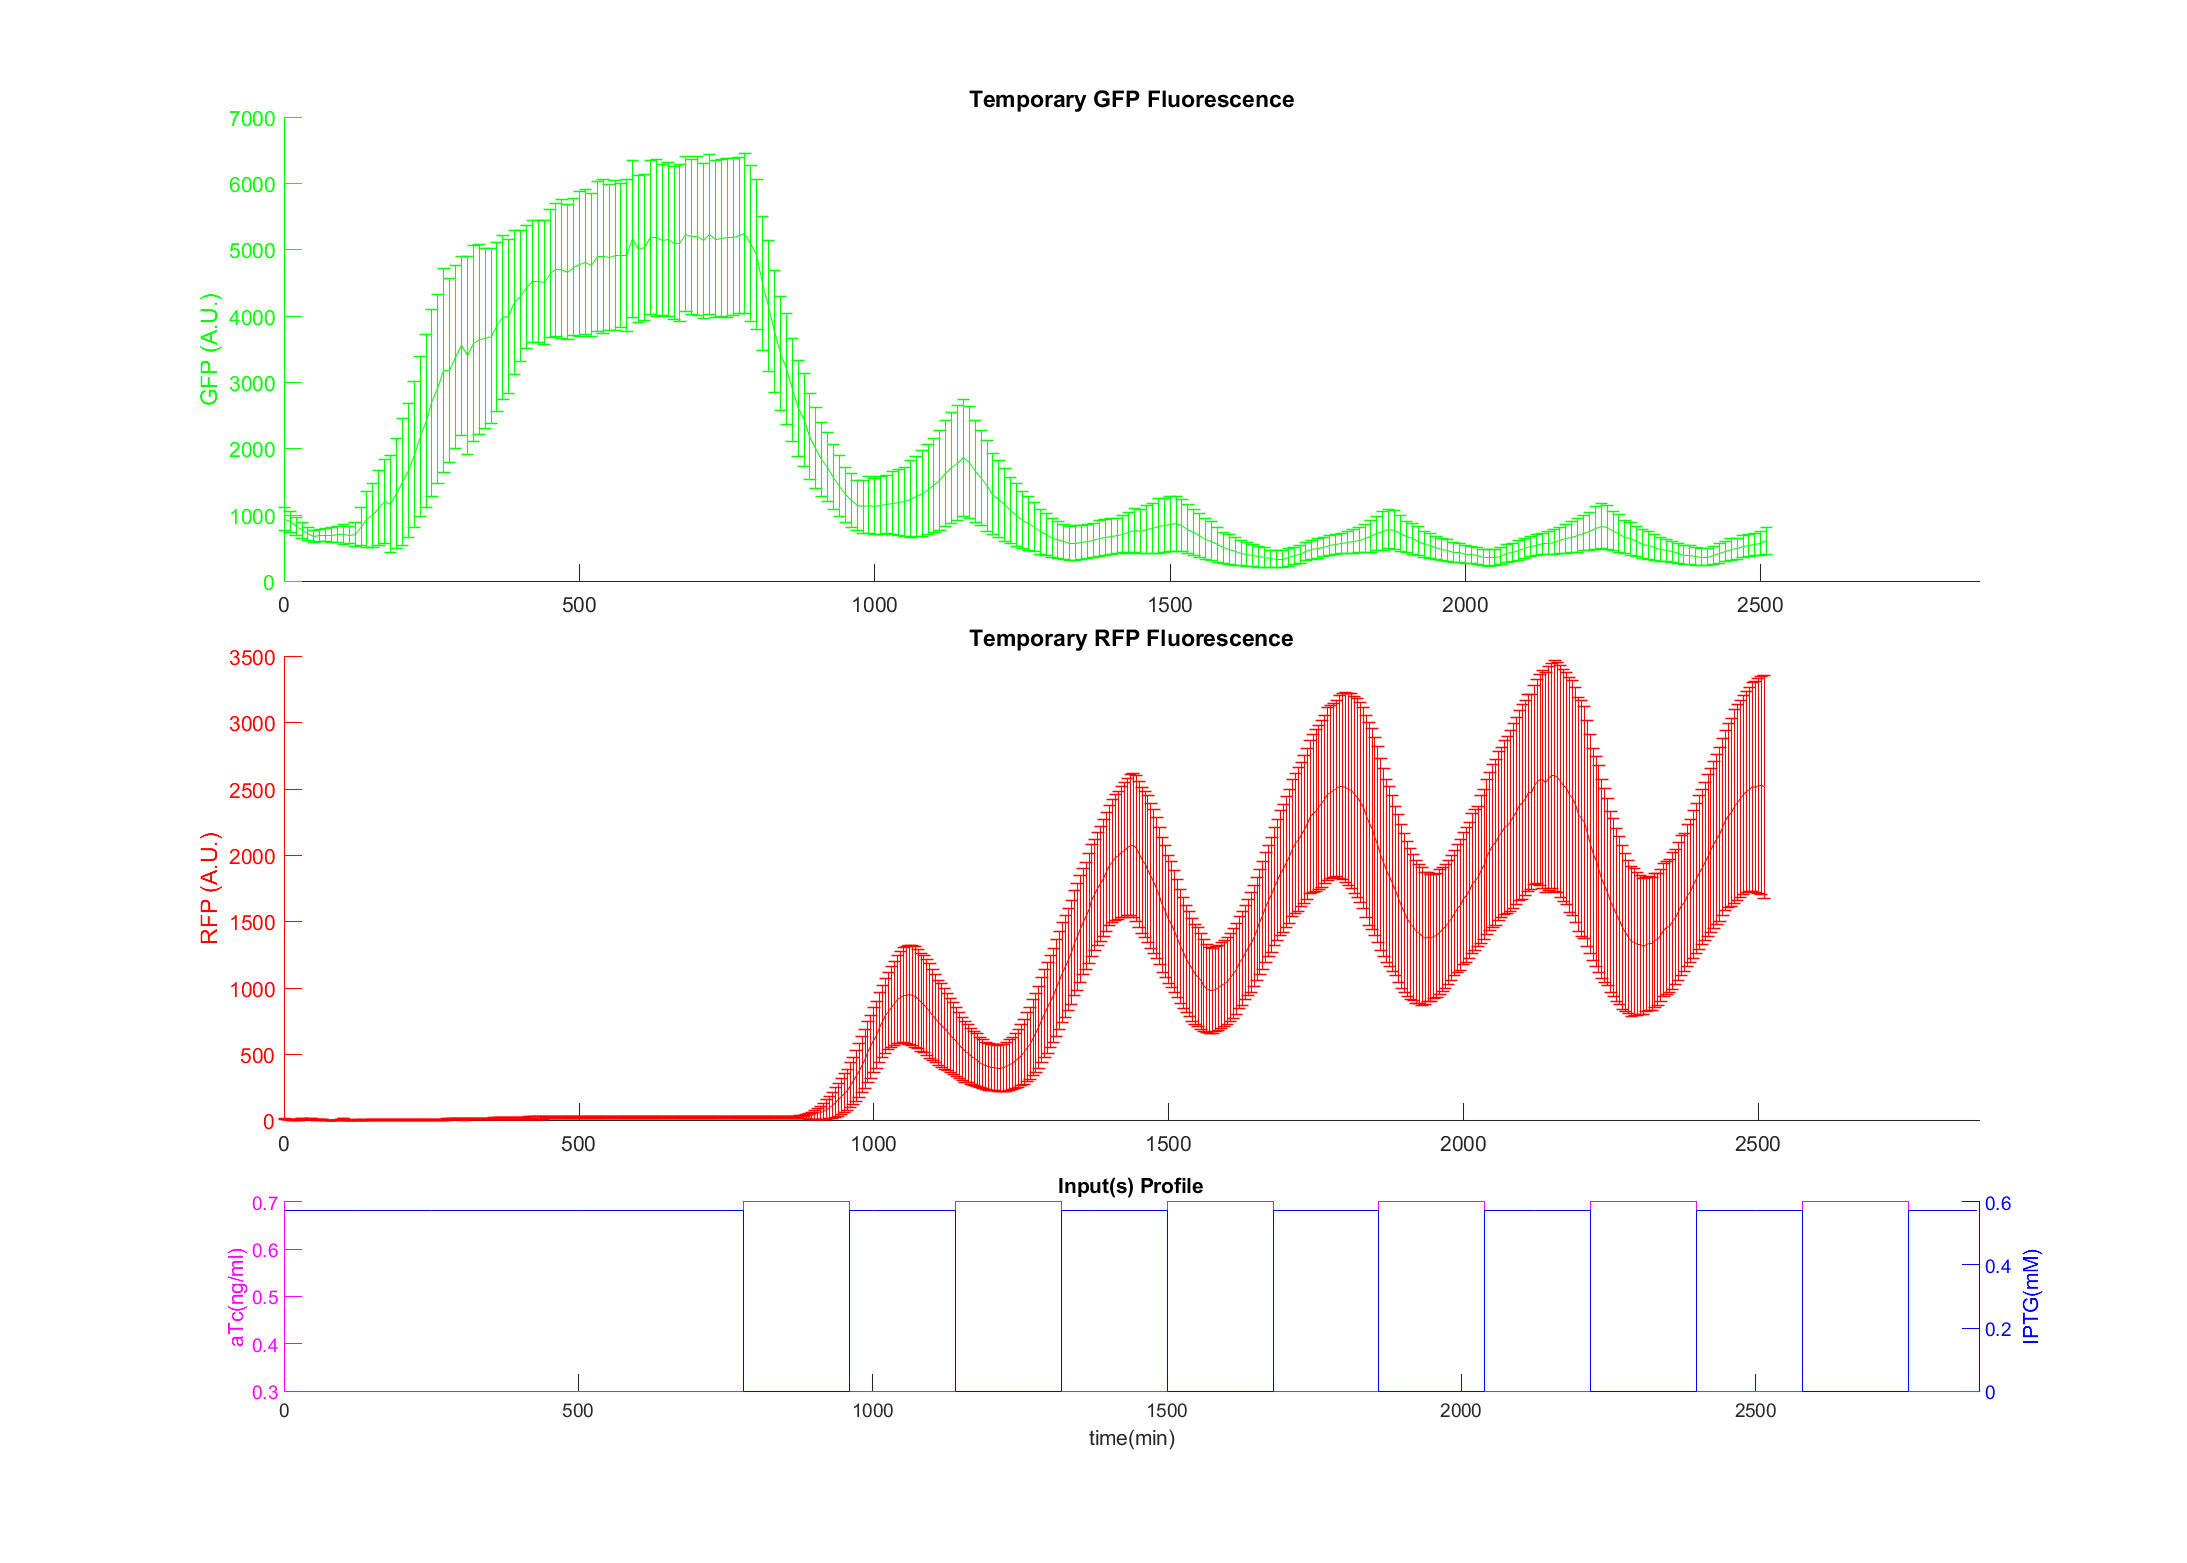 Temporary GFP Fluorescence
7000
6000
5000
4000
3000
2000
1000
0
GFP (A.U.)
0 500 1000 1500 2000 2500
Temporary RFP Fluorescence
3500
3000
2500
2000
1500
1000
500
0
RFP (A.U.)
0 500 1000 1500 2000 2500
Input(s) Profile
0.7
0.6
0.5
0.4
0.3
aTc(ng/ml)
0.6
0.4
0.2
0
IPTG(mM)
0 500 1000 1500 2000 2500
time(min)